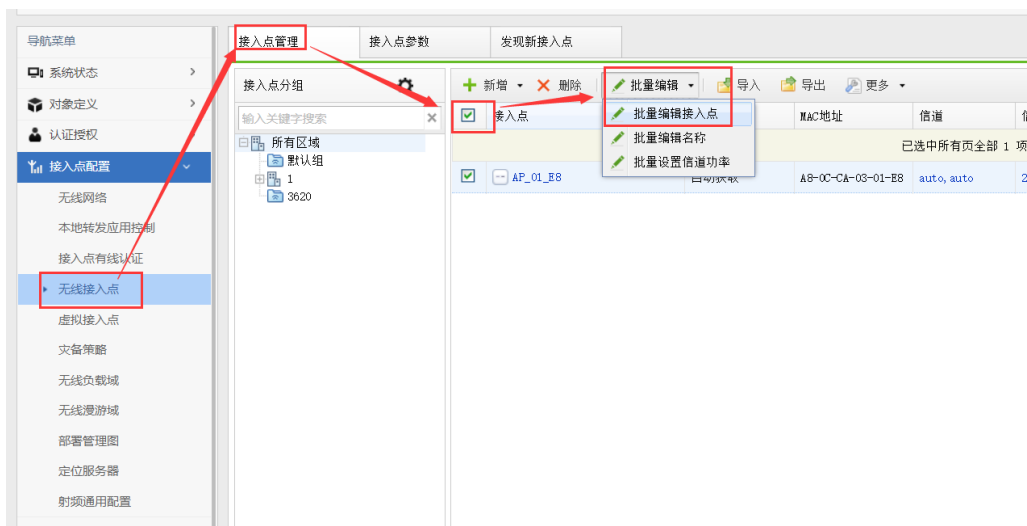 导航菜单
系统状态
对象定义
认证授权
接入点配置
无线网络
本地转发应用控制
接入点有线认证
无线接入点
虚拟接入点
灾备策略
无线负载域
无线漫游域
部署管理图
定位服务器
射频通用配置
接入点管理 接入点参数 发现新接入点
接入点分组
输入关键字搜索
所有区域
默认组
1
3620
新增 删除 批量编辑 导入 导出 更多
批量编辑接入点
批量编辑名称
批量设置信道功率
接入点 MAC地址 信道
已选中所有页全部 1 项
AP_01_E8 自动获取 A8-0C-CA-03-01-E8 auto, auto 2